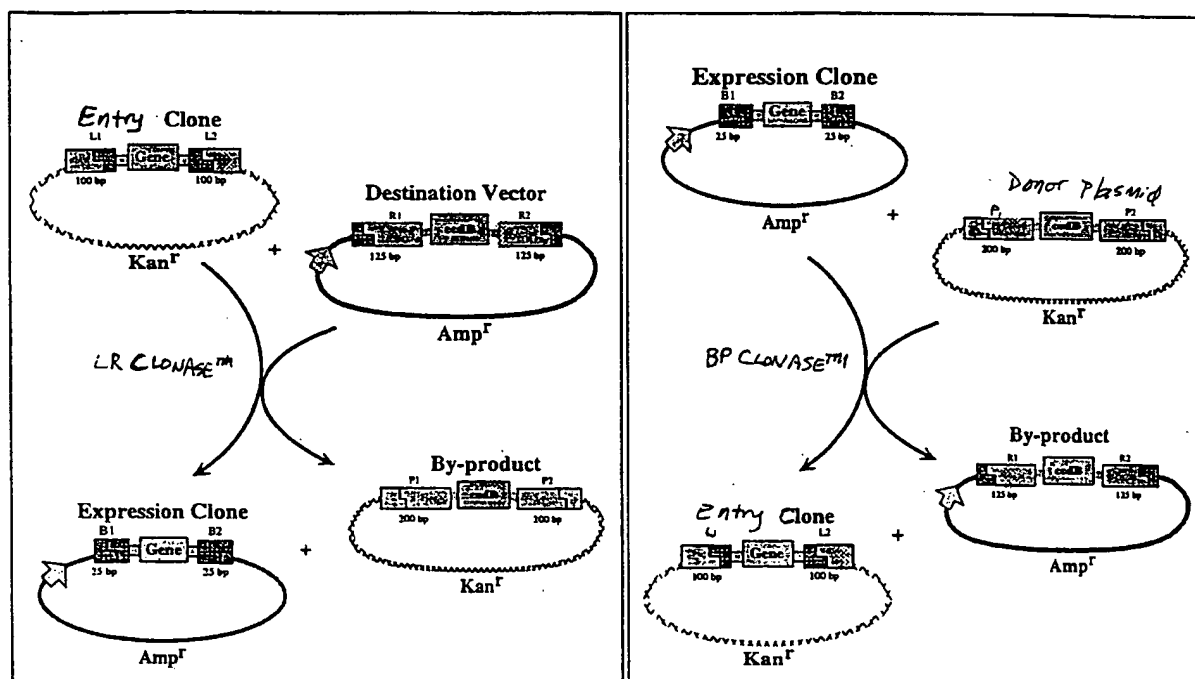 Entry Clone
L1 L2
Gene
100 bp 100 bp
Kanʳ
+
Destination Vector
R1 R2
ccdB
125 bp 125 bp
Ampʳ
LR CLONASE™
Expression Clone
B1 B2
Gene
25 bp 25 bp
Ampʳ
+
By-product
P1 P2
ccdB
200 bp 200 bp
Kanʳ
Expression Clone
B1 B2
Gene
25 bp 25 bp
Ampʳ
+
Donor Plasmid
P1 P2
ccdB
200 bp 200 bp
Kanʳ
BP CLONASE™
Entry Clone
L1 L2
Gene
100 bp 100 bp
Kanʳ
+
By-product
R1 R2
ccdB
125 bp 125 bp
Ampʳ